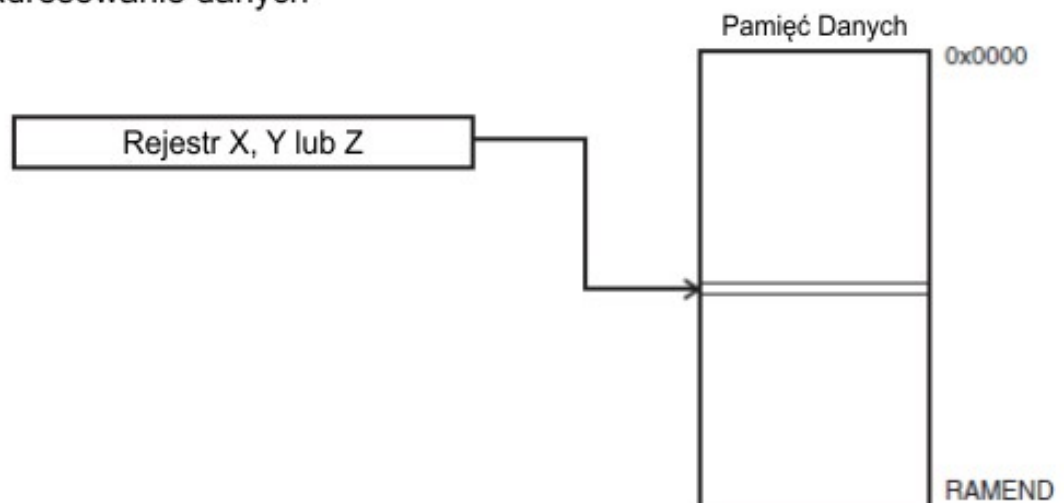 Pamięć Danych
0x0000
Rejestr X, Y lub Z
RAMEND